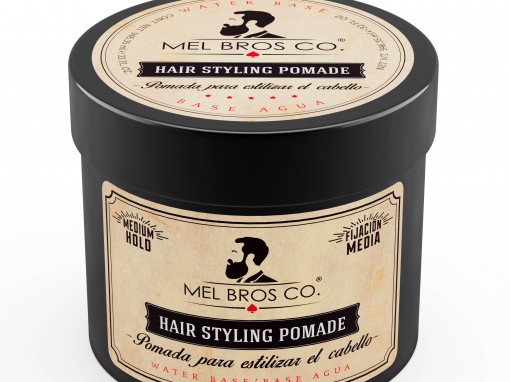 WATER BASE
MEL BROS CO.®
HAIR STYLING POMADE
Pomada para estilizar el cabello
BASE AGUA
MEDIUM HOLD
FIJACIÓN MEDIA
MEL BROS CO.®
HAIR STYLING POMADE
-Pomada para estilizar el cabello-
WATER BASE/BASE AGUA